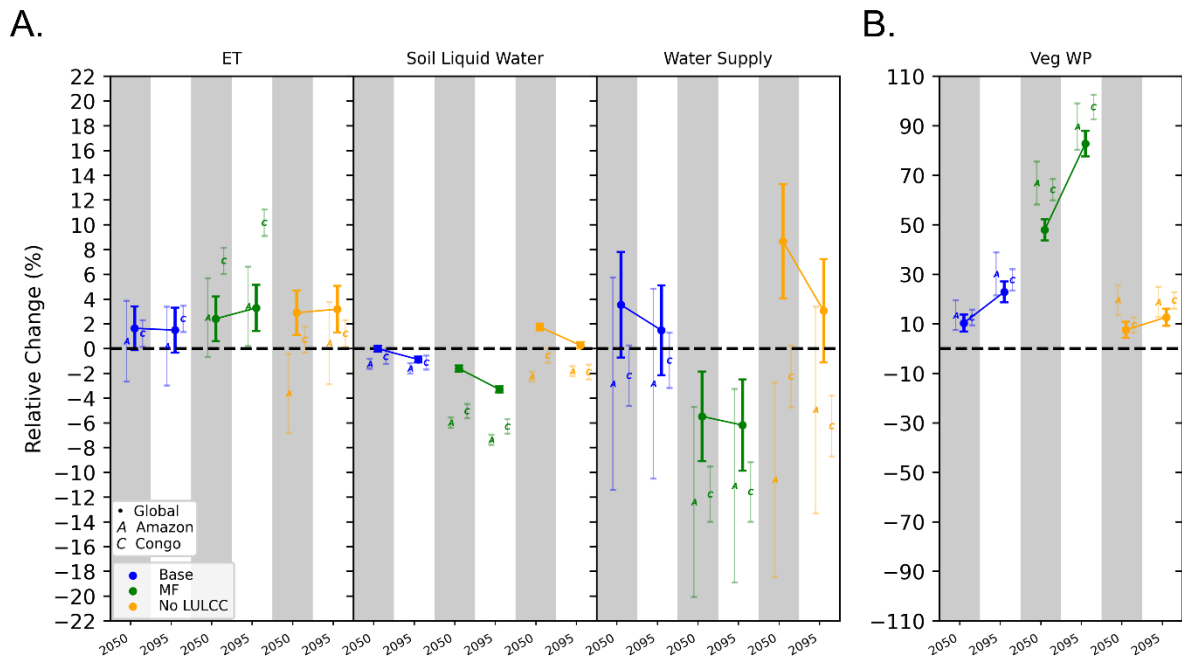 A.
B.
ET
Soil Liquid Water
Water Supply
Veg WP
Relative Change (%)
22
20
18
16
14
12
10
8
6
4
2
0
−2
−4
−6
−8
−10
−12
−14
−16
−18
−20
−22
110
90
70
50
30
10
−10
−30
−50
−70
−90
−110
Global
A Amazon
C Congo
Base
MF
No LULCC
2050 2095 2050 2095 2050 2095 2050 2095 2050 2095 2050 2095 2050 2095 2050 2095 2050 2095
2050 2095 2050 2095 2050 2095